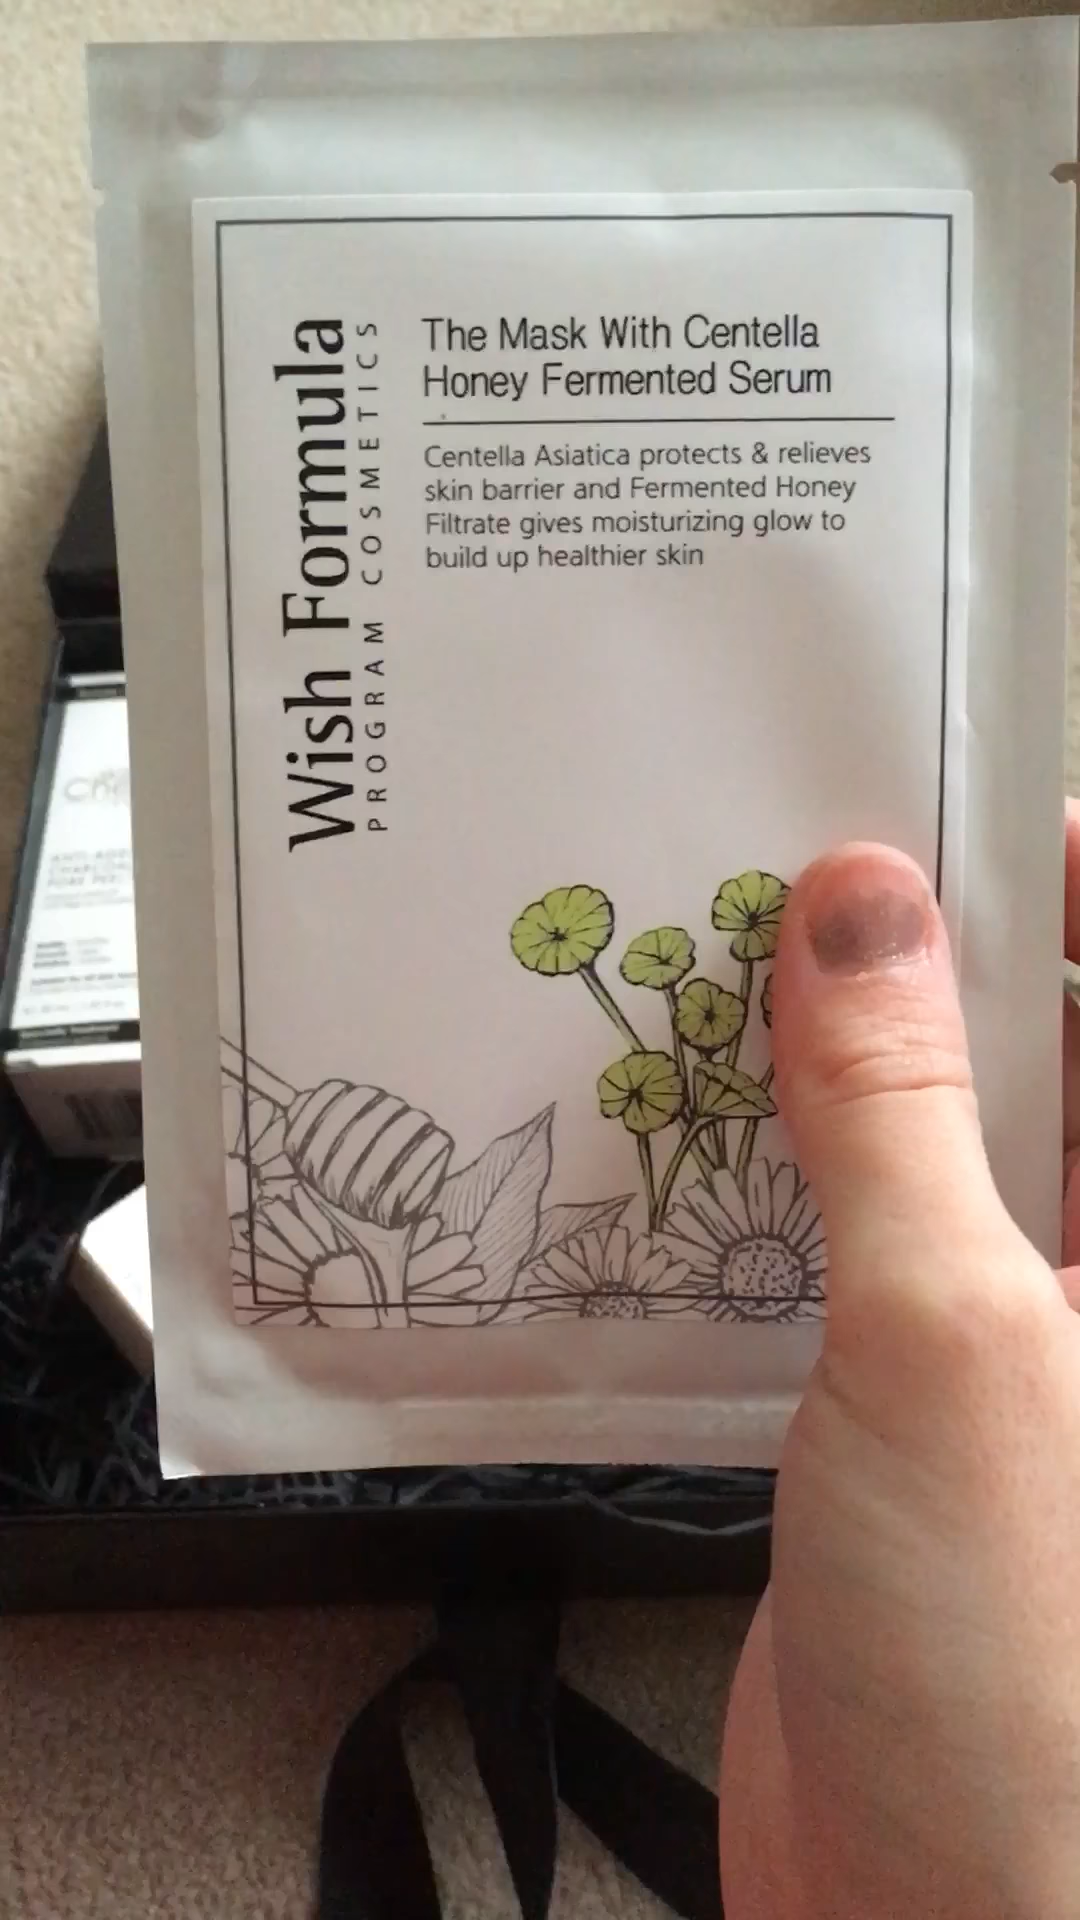 Wish Formula
PROGRAM COSMETICS
The Mask With Centella
Honey Fermented Serum
Centella Asiatica protects & relieves
skin barrier and Fermented Honey
Filtrate gives moisturizing glow to
build up healthier skin